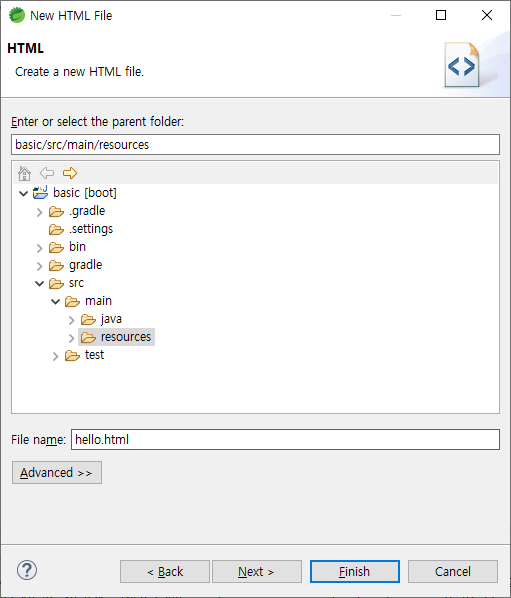 New HTML File
HTML
Create a new HTML file.
Enter or select the parent folder:
basic/src/main/resources
basic [boot]
.gradle
.settings
bin
gradle
src
main
java
resources
test
File name: hello.html
Advanced >>
< Back Next > Finish Cancel